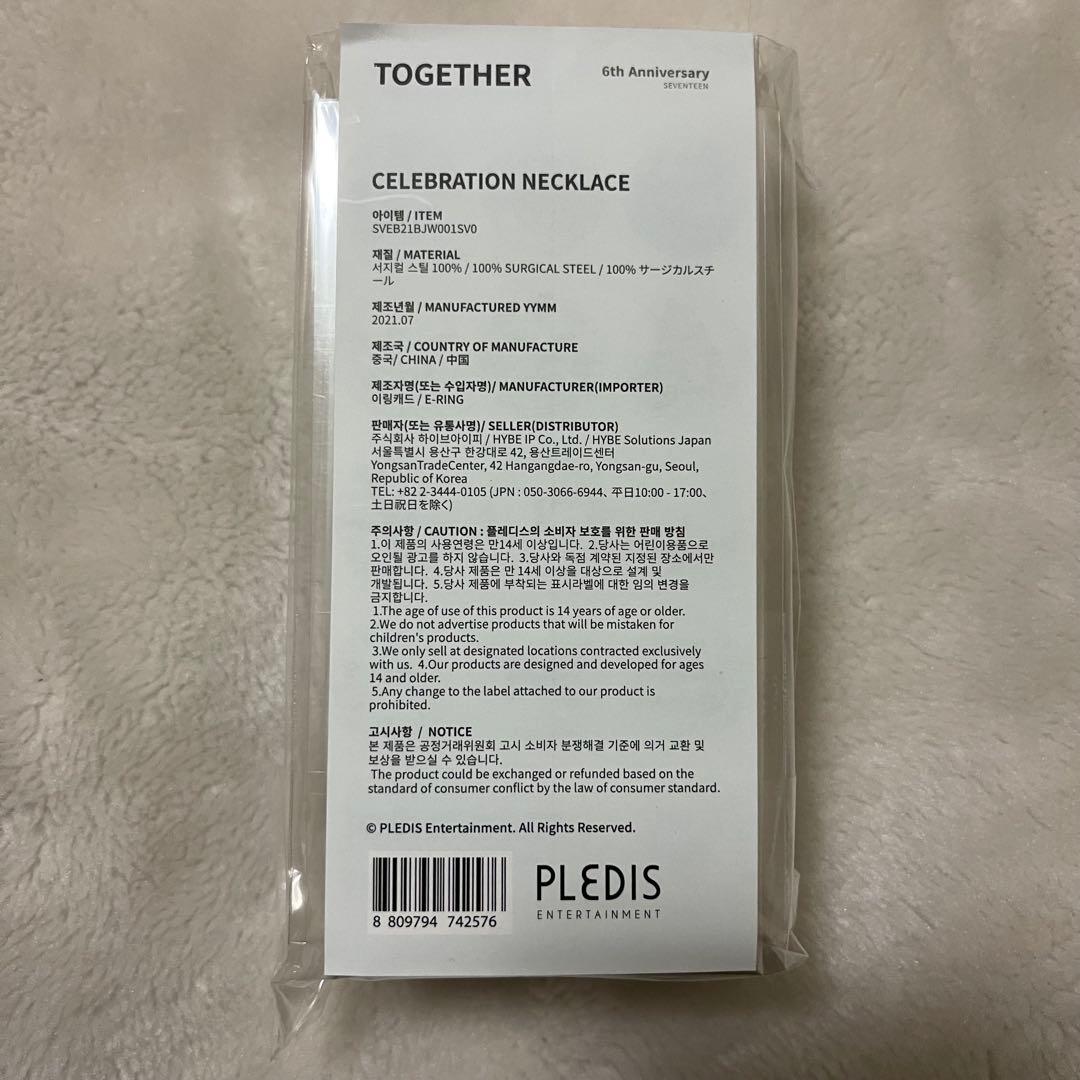 TOGETHER
6th Anniversary
SEVENTEEN
CELEBRATION NECKLACE
아이템 / ITEM
SVEB21BJW001SV0
재질 / MATERIAL
서지컬 스틸 100% / 100% SURGICAL STEEL / 100% サージカルスチ
ール
제조년월 / MANUFACTURED YYMM
2021.07
제조국 / COUNTRY OF MANUFACTURE
중국/ CHINA / 中国
제조자명(또는 수입자명)/ MANUFACTURER(IMPORTER)
이링캐드 / E-RING
판매자(또는 유통사명)/ SELLER(DISTRIBUTOR)
주식회사 하이브아이피 / HYBE IP Co., Ltd. / HYBE Solutions Japan
서울특별시 용산구 한강대로 42, 용산트레이드센터
YongsanTradeCenter, 42 Hangangdae-ro, Yongsan-gu, Seoul,
Republic of Korea
TEL: +82 2-3444-0105 (JPN : 050-3066-6944、平日10:00 - 17:00、
土日祝日を除く)
주의사항 / CAUTION : 플레디스의 소비자 보호를 위한 판매 방침
1.이 제품의 사용연령은 만14세 이상입니다. 2.당사는 어린이용품으로
오인될 광고를 하지 않습니다. 3.당사와 독점 계약된 지정된 장소에서만
판매합니다. 4.당사 제품은 만 14세 이상을 대상으로 설계 및
개발됩니다. 5.당사 제품에 부착되는 표시라벨에 대한 임의 변경을
금지합니다.
1.The age of use of this product is 14 years of age or older.
2.We do not advertise products that will be mistaken for
children's products.
3.We only sell at designated locations contracted exclusively
with us. 4.Our products are designed and developed for ages
14 and older.
5.Any change to the label attached to our product is
prohibited.
고시사항 / NOTICE
본 제품은 공정거래위원회 고시 소비자 분쟁해결 기준에 의거 교환 및
보상을 받으실 수 있습니다.
The product could be exchanged or refunded based on the
standard of consumer conflict by the law of consumer standard.
© PLEDIS Entertainment. All Rights Reserved.
8 809794 742576
PLEDIS
ENTERTAINMENT